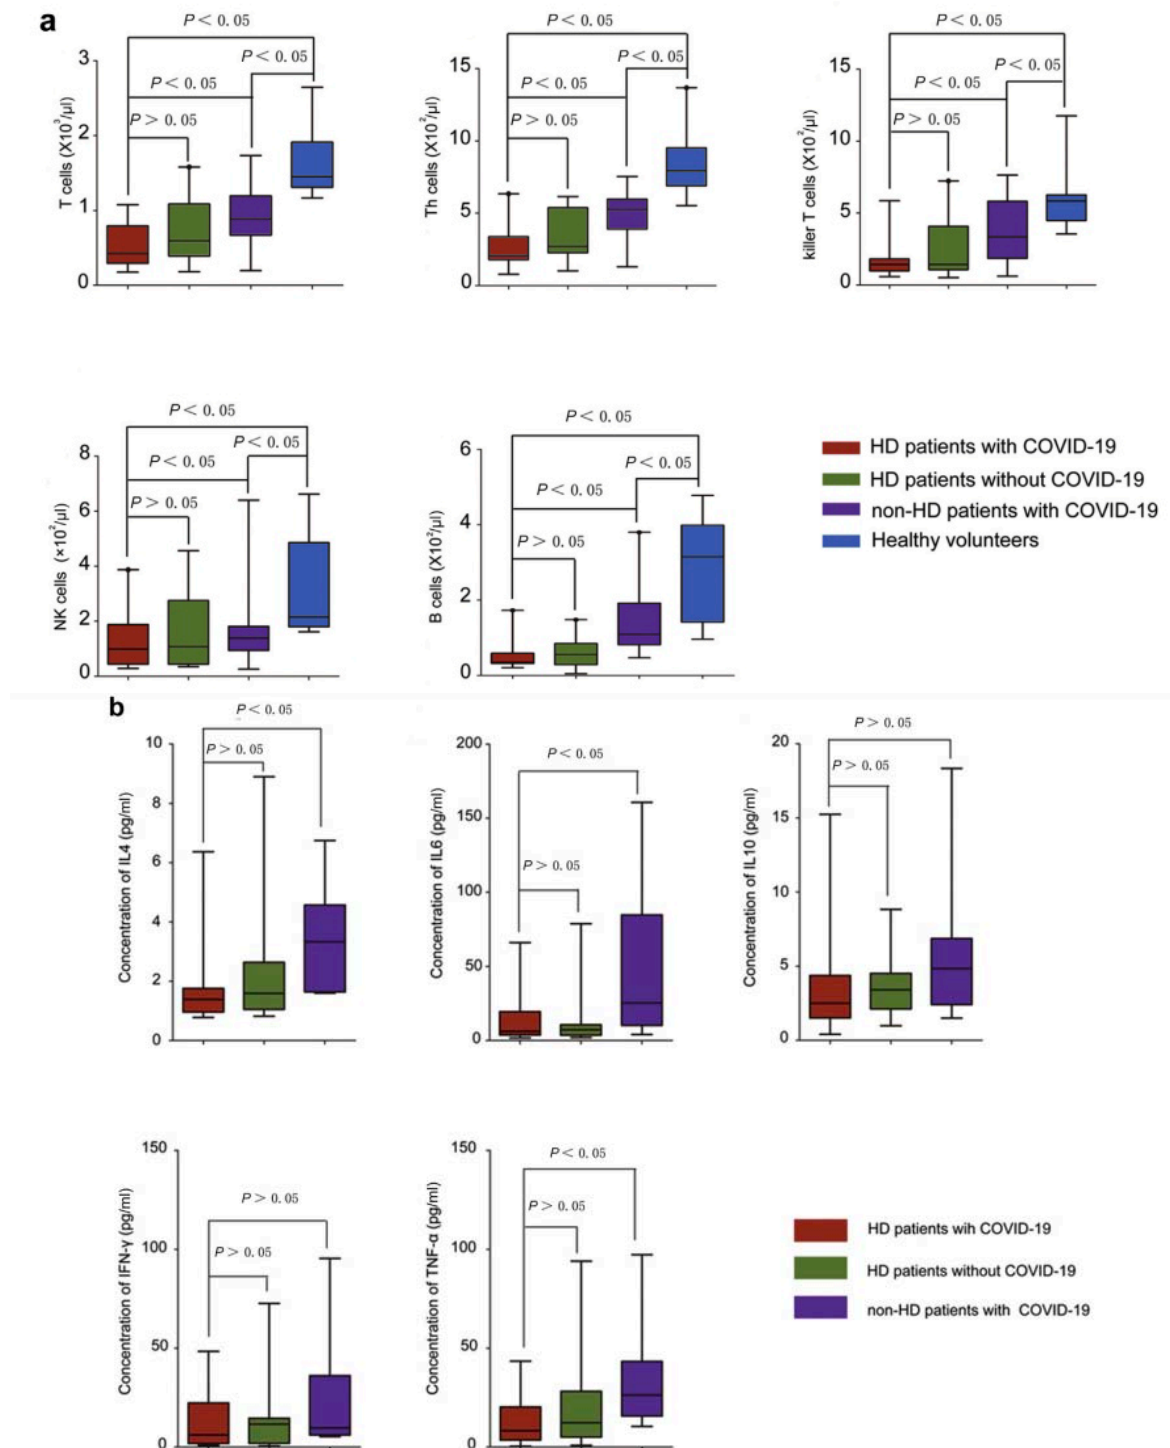 a
P < 0.05
P < 0.05
P < 0.05
P > 0.05
T cells (X10³/μl)
3
2
1
0
P < 0.05
P < 0.05
P < 0.05
P > 0.05
Th cells (X10²/μl)
15
10
5
0
P < 0.05
P < 0.05
P < 0.05
P > 0.05
killer T cells (X10²/μl)
15
10
5
0
P < 0.05
P < 0.05
P < 0.05
P > 0.05
NK cells (×10²/μl)
8
6
4
2
0
P < 0.05
P < 0.05
P < 0.05
P > 0.05
B cells (X10²/μl)
6
4
2
0
HD patients with COVID-19
HD patients without COVID-19
non-HD patients with COVID-19
Healthy volunteers
b
P < 0.05
P > 0.05
Concentration of IL4 (pg/ml)
10
8
6
4
2
0
P < 0.05
P > 0.05
Concentration of IL6 (pg/ml)
200
150
100
50
0
P > 0.05
P > 0.05
Concentration of IL10 (pg/ml)
20
15
10
5
0
P > 0.05
P > 0.05
Concentration of IFN-γ (pg/ml)
150
100
50
0
P < 0.05
P > 0.05
Concentration of TNF-α (pg/ml)
150
100
50
0
HD patients wih COVID-19
HD patients without COVID-19
non-HD patients with COVID-19